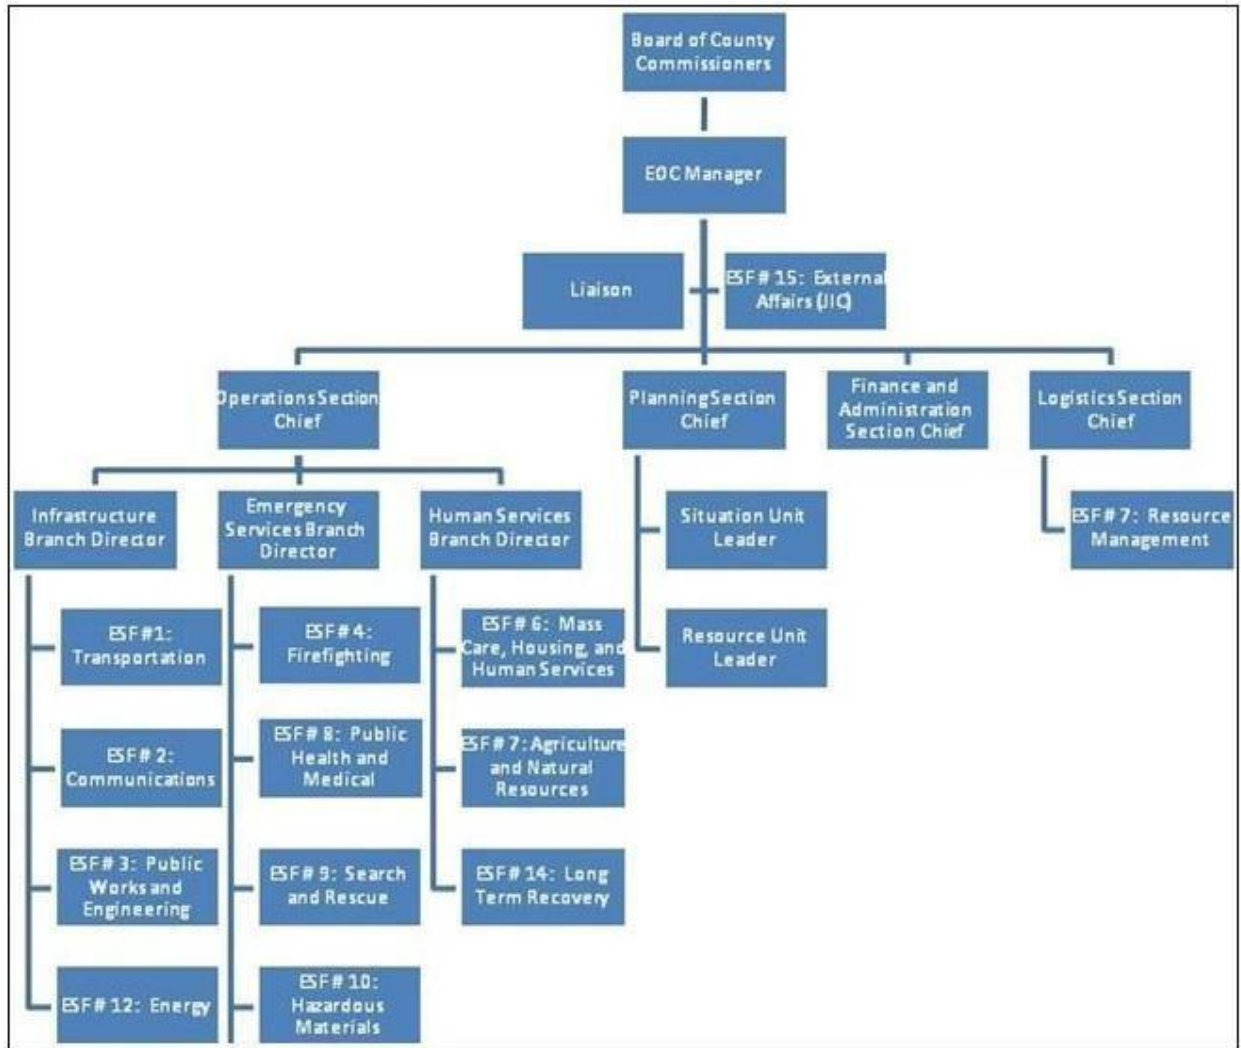 Board of County
Commissioners
EOC Manager
Liaison
ESF# 15: External
Affairs (JIC)
Operations Section
Chief
Planning Section
Chief
Finance and
Administration
Section Chief
Logistics Section
Chief
Infrastructure
Branch Director
Emergency
Services Branch
Director
Human Services
Branch Director
Situation Unit
Leader
ESF# 7: Resource
Management
ESF#1:
Transportation
ESF# 4:
Firefighting
ESF# 6: Mass
Care, Housing, and
Human Services
Resource Unit
Leader
ESF# 2:
Communications
ESF# 8: Public
Health and
Medical
ESF# 7: Agriculture
and Natural
Resources
ESF# 3: Public
Works and
Engineering
ESF# 9: Search
and Rescue
ESF# 14: Long
Term Recovery
ESF# 12: Energy
ESF# 10:
Hazardous
Materials